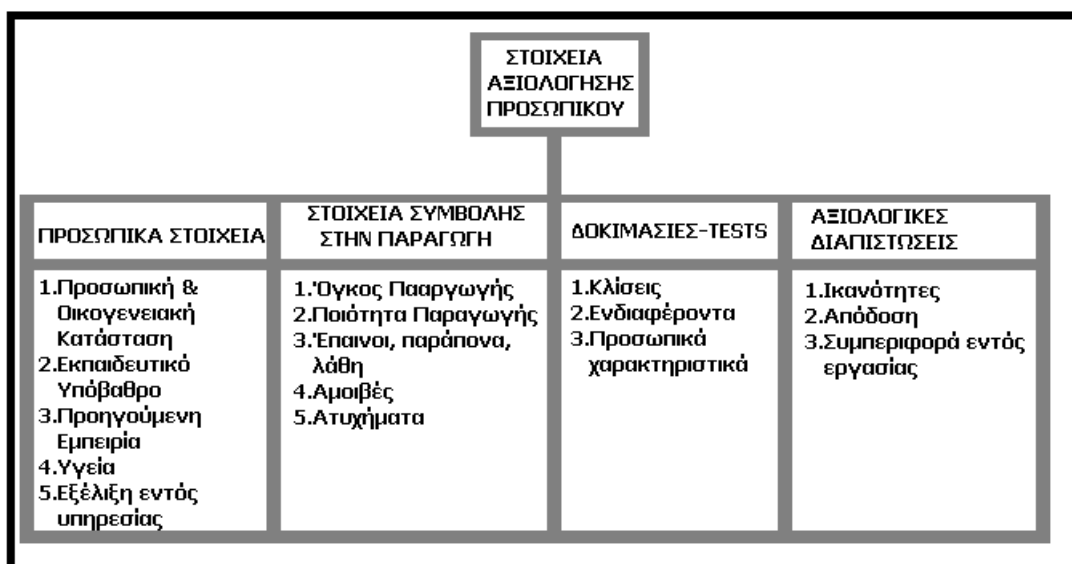 ΣΤΟΙΧΕΙΑ
ΑΞΙΟΛΟΓΗΣΗΣ
ΠΡΟΣΩΠΙΚΟΥ
ΠΡΟΣΩΠΙΚΑ ΣΤΟΙΧΕΙΑ
1.Προσωπική &
Οικογενειακή
Κατάσταση
2.Εκπαιδευτικό
Υπόβαθρο
3.Προηγούμενη
Εμπειρία
4.Υγεία
5.Εξέλιξη εντός
υπηρεσίας
ΣΤΟΙΧΕΙΑ ΣΥΜΒΟΛΗΣ
ΣΤΗΝ ΠΑΡΑΓΩΓΗ
1.Όγκος Πααργωγής
2.Ποιότητα Παραγωγής
3.Έπαινοι, παράπονα,
λάθη
4.Αμοιβές
5.Ατυχήματα
ΔΟΚΙΜΑΣΙΕΣ-TESTS
1.Κλίσεις
2.Ενδιαφέροντα
3.Προσωπικά
χαρακτηριστικά
ΑΞΙΟΛΟΓΙΚΕΣ
ΔΙΑΠΙΣΤΩΣΕΙΣ
1.Ικανότητες
2.Απόδοση
3.Συμπεριφορά εντός
εργασίας